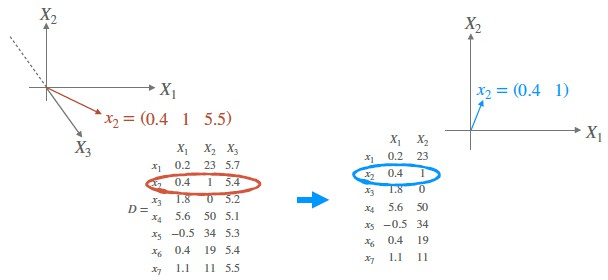 X2
X1
x2 = (0.4 1 5.5)
X3
X1 X2 X3
x1 0.2 23 5.7
x2 0.4 1 5.4
x3 1.8 0 5.2
D = x4 5.6 50 5.1
x5 −0.5 34 5.3
x6 0.4 19 5.4
x7 1.1 11 5.5
X2
x2 = (0.4 1)
X1
X1 X2
x1 0.2 23
x2 0.4 1
x3 1.8 0
x4 5.6 50
x5 −0.5 34
x6 0.4 19
x7 1.1 11